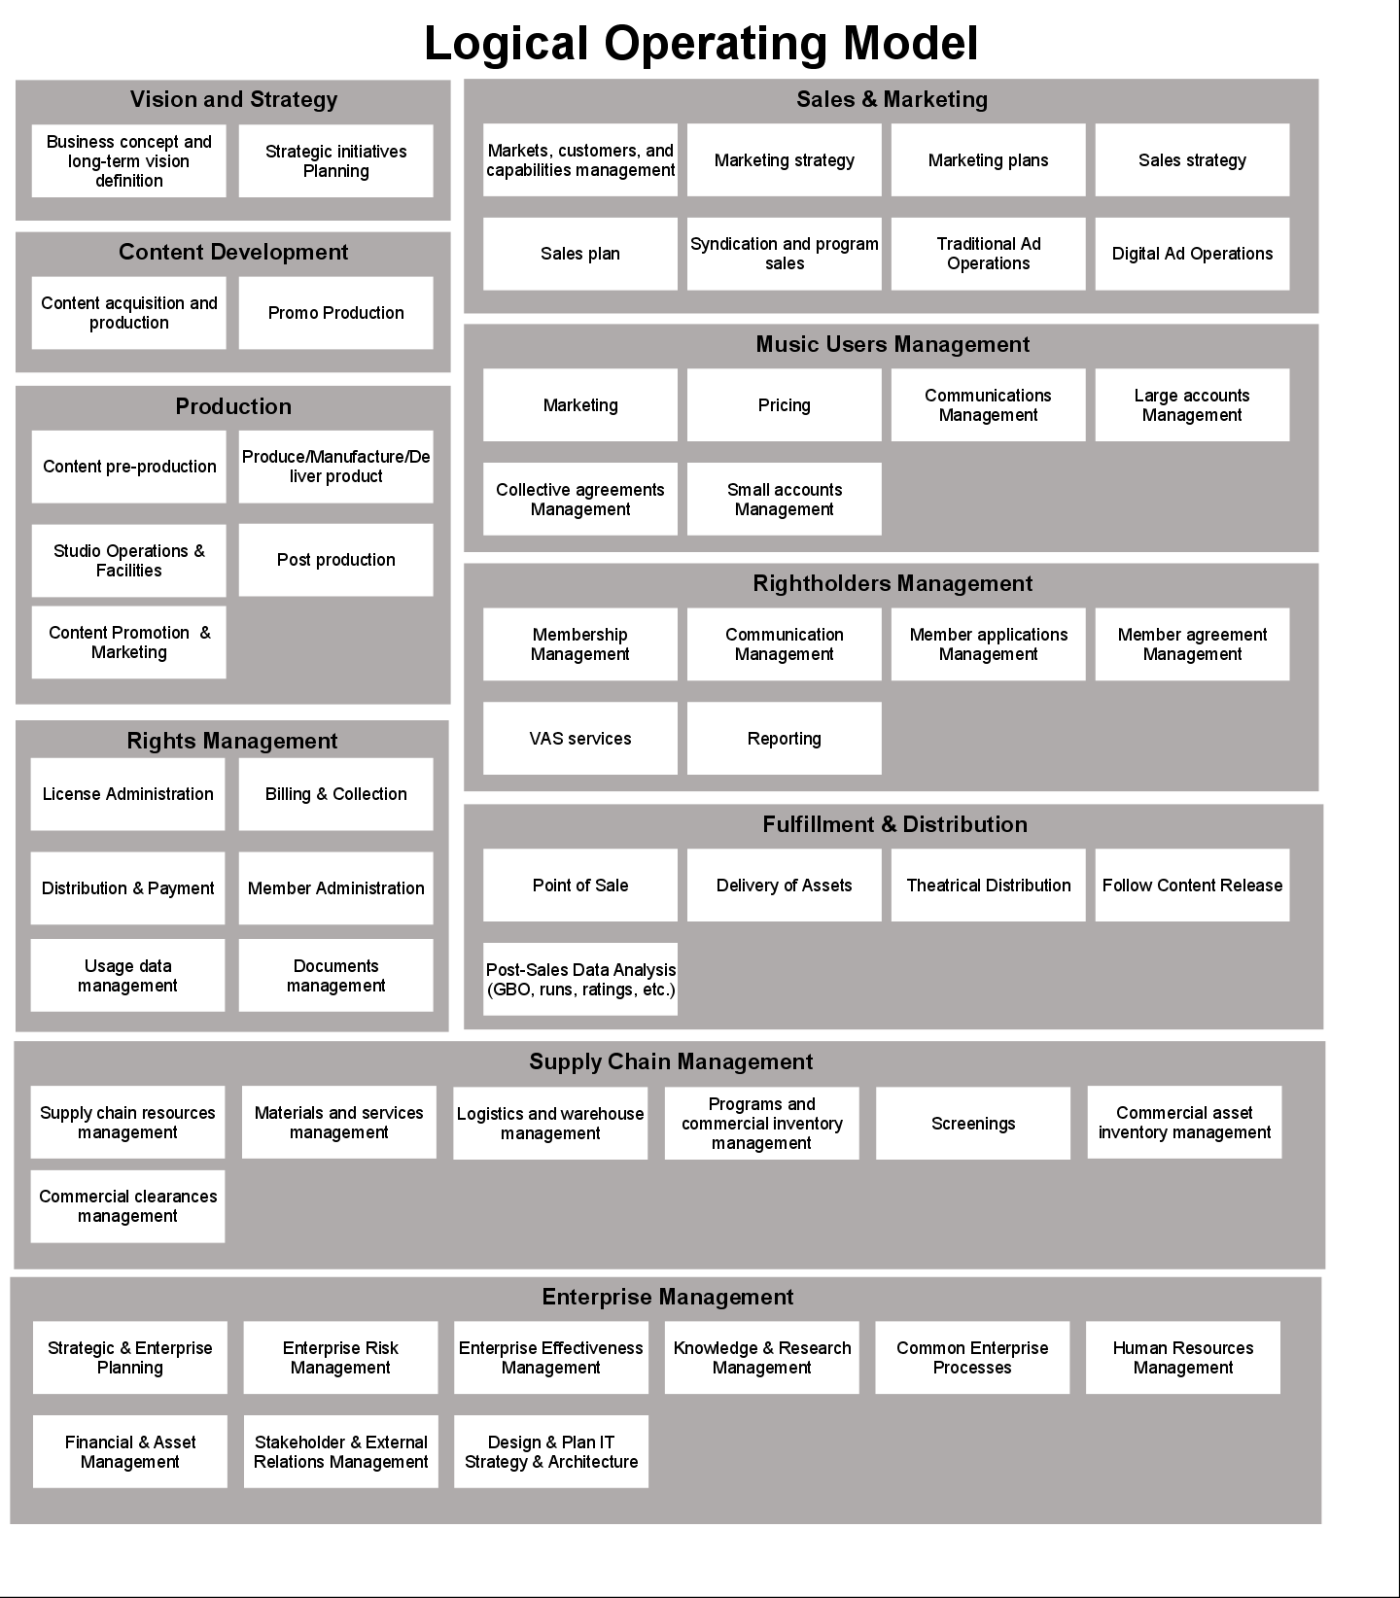 Logical Operating Model
Vision and Strategy
Business concept and
long-term vision
definition
Strategic initiatives
Planning
Content Development
Content acquisition and
production
Promo Production
Production
Content pre-production
Produce/Manufacture/De
liver product
Studio Operations &
Facilities
Post production
Content Promotion  &
Marketing
Rights Management
License Administration
Billing & Collection
Distribution & Payment
Member Administration
Usage data
management
Documents
management
Sales & Marketing
Markets, customers, and
capabilities management
Marketing strategy
Marketing plans
Sales strategy
Sales plan
Syndication and program
sales
Traditional Ad
Operations
Digital Ad Operations
Music Users Management
Marketing
Pricing
Communications
Management
Large accounts
Management
Collective agreements
Management
Small accounts
Management
Rightholders Management
Membership
Management
Communication
Management
Member applications
Management
Member agreement
Management
VAS services
Reporting
Fulfillment & Distribution
Point of Sale
Delivery of Assets
Theatrical Distribution
Follow Content Release
Post-Sales Data Analysis
(GBO, runs, ratings, etc.)
Supply Chain Management
Supply chain resources
management
Materials and services
management
Logistics and warehouse
management
Programs and
commercial inventory
management
Screenings
Commercial asset
inventory management
Commercial clearances
management
Enterprise Management
Strategic & Enterprise
Planning
Enterprise Risk
Management
Enterprise Effectiveness
Management
Knowledge & Research
Management
Common Enterprise
Processes
Human Resources
Management
Financial & Asset
Management
Stakeholder & External
Relations Management
Design & Plan IT
Strategy & Architecture